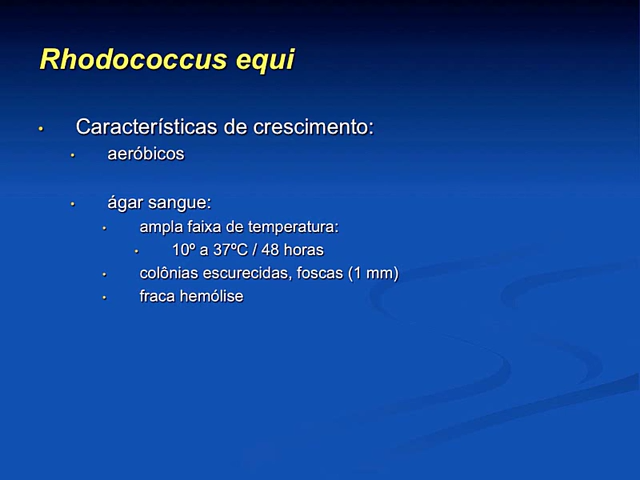 Rhodococcus equi
• Características de crescimento:
• aeróbicos
• ágar sangue:
• ampla faixa de temperatura:
• 10º a 37ºC / 48 horas
• colônias escurecidas, foscas (1 mm)
• fraca hemólise